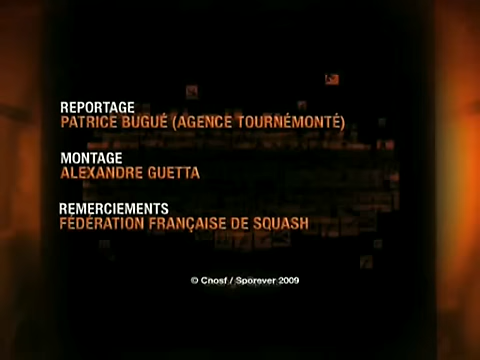 REPORTAGE
PATRICE BUGUÉ (AGENCE TOURNÉMONTÉ)
MONTAGE
ALEXANDRE GUETTA
REMERCIEMENTS
FÉDÉRATION FRANÇAISE DE SQUASH
© Cnosf / Sporever 2009